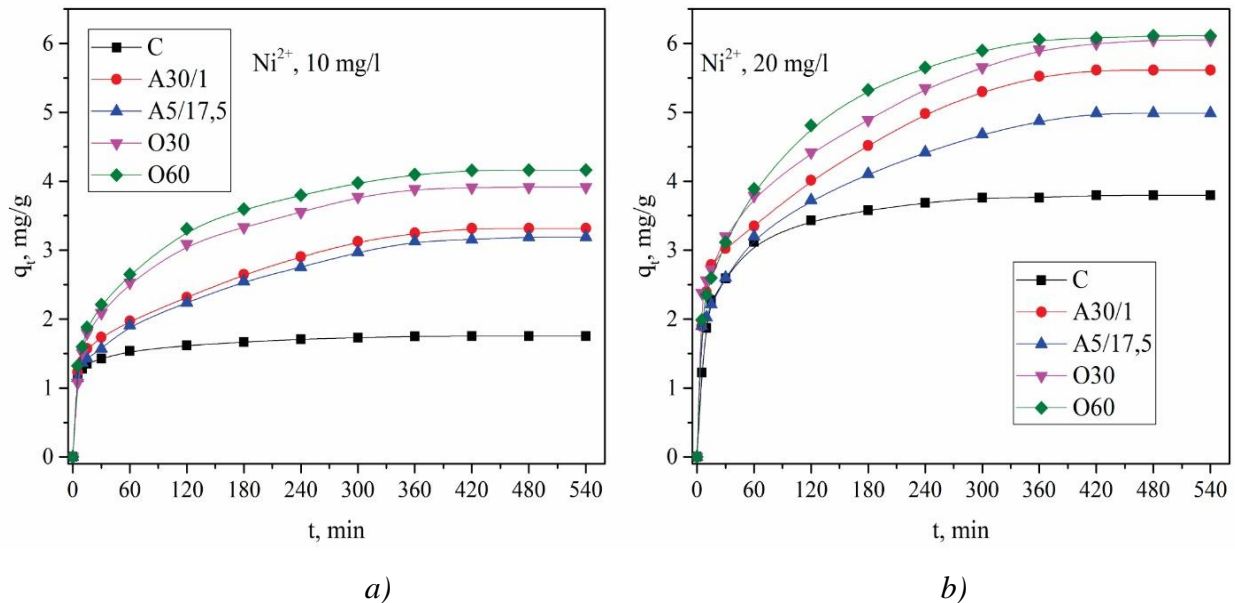 6
5
4
3
2
1
0
q_t, mg/g
C
A30/1
A5/17,5
O30
O60
Ni²⁺, 10 mg/l
0 60 120 180 240 300 360 420 480 540
t, min
a)
6
5
4
3
2
1
0
q_t, mg/g
Ni²⁺, 20 mg/l
C
A30/1
A5/17,5
O30
O60
0 60 120 180 240 300 360 420 480 540
t, min
b)